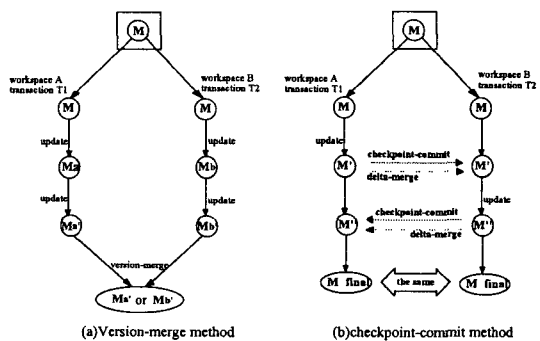 M
workspace A
transaction T1
workspace B
transaction T2
M
M
update
update
Ma
Mb
update
update
Ma'
Mb'
version-merge
Ma' or Mb'
(a)Version-merge method
M
workspace A
transaction T1
workspace B
transaction T2
M
M
update
M'
checkpoint-commit
delta-merge
M'
update
M''
checkpoint-commit
delta-merge
M''
M final
the same
M final
(b)checkpoint-commit method